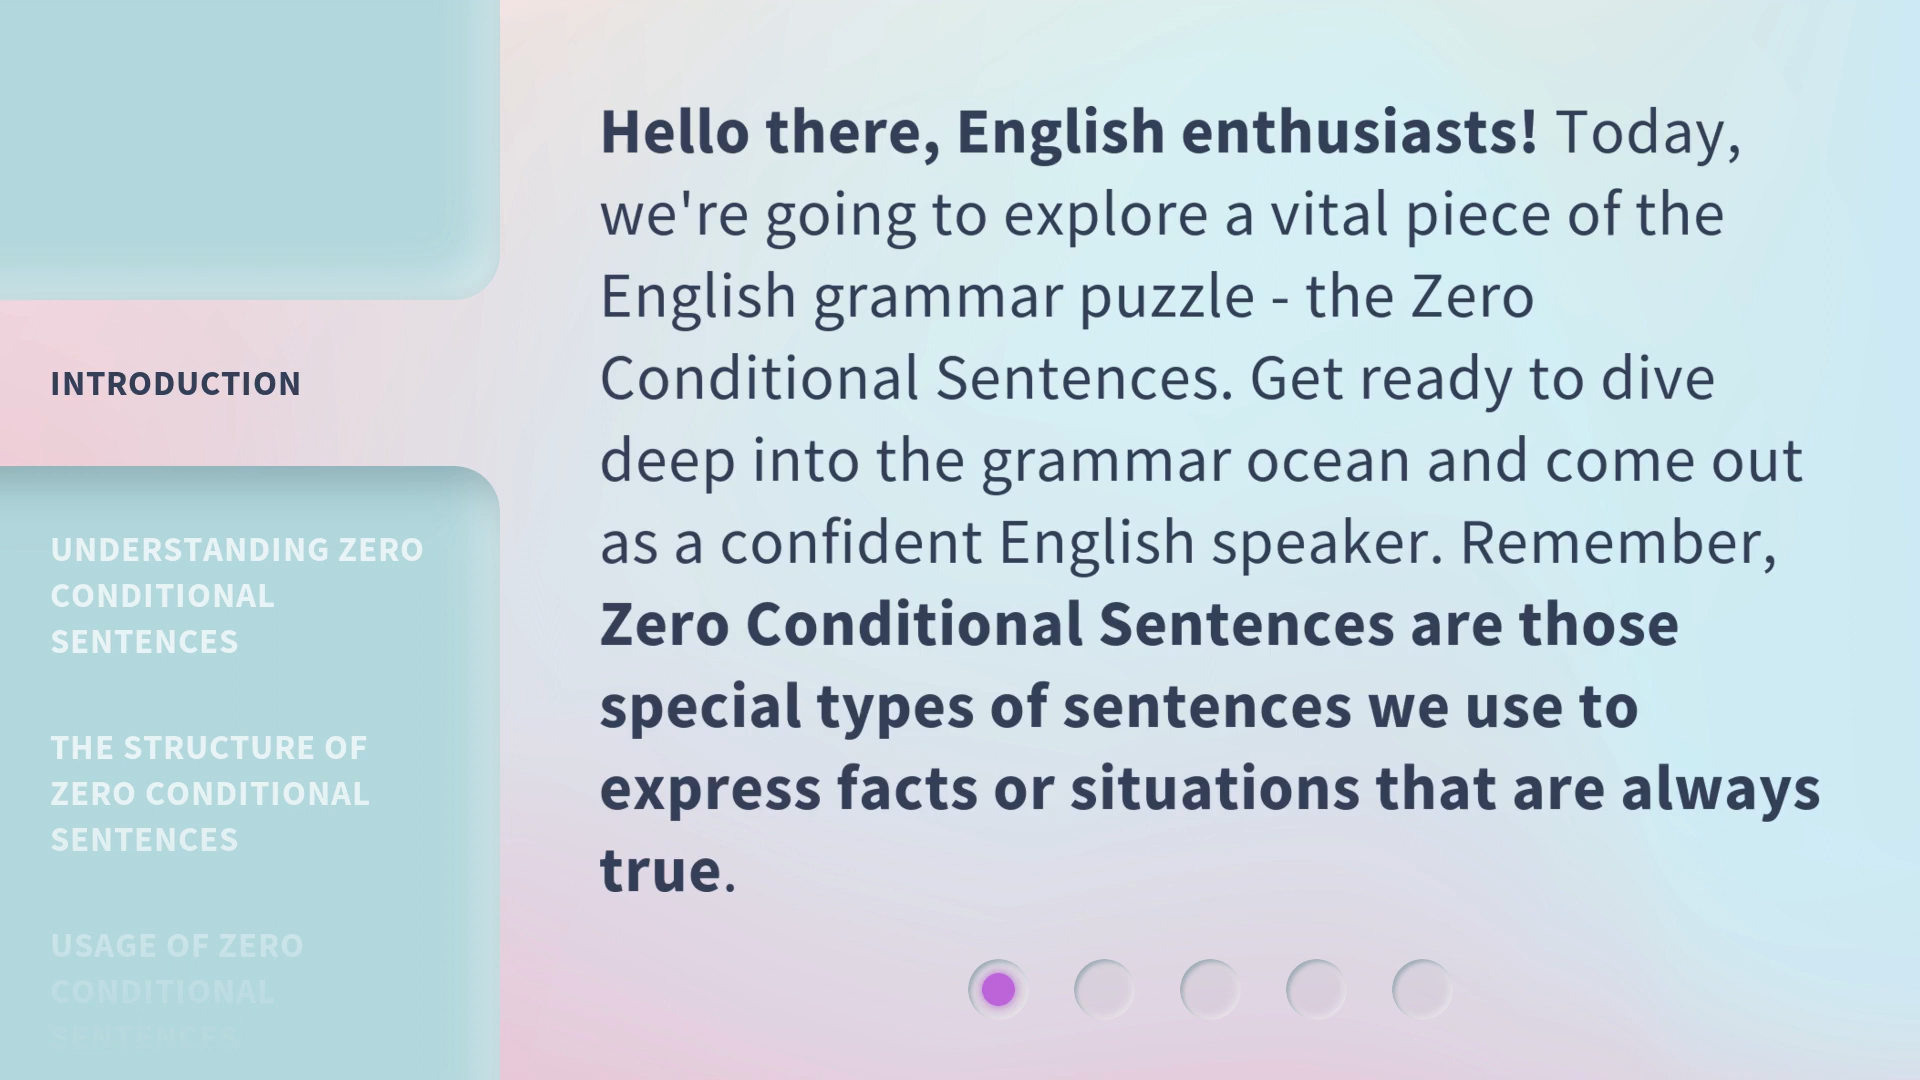 INTRODUCTION
UNDERSTANDING ZERO
CONDITIONAL
SENTENCES
THE STRUCTURE OF
ZERO CONDITIONAL
SENTENCES
USAGE OF ZERO
CONDITIONAL
SENTENCES
Hello there, English enthusiasts! Today,
we're going to explore a vital piece of the
English grammar puzzle - the Zero
Conditional Sentences. Get ready to dive
deep into the grammar ocean and come out
as a confident English speaker. Remember,
Zero Conditional Sentences are those
special types of sentences we use to
express facts or situations that are always
true.